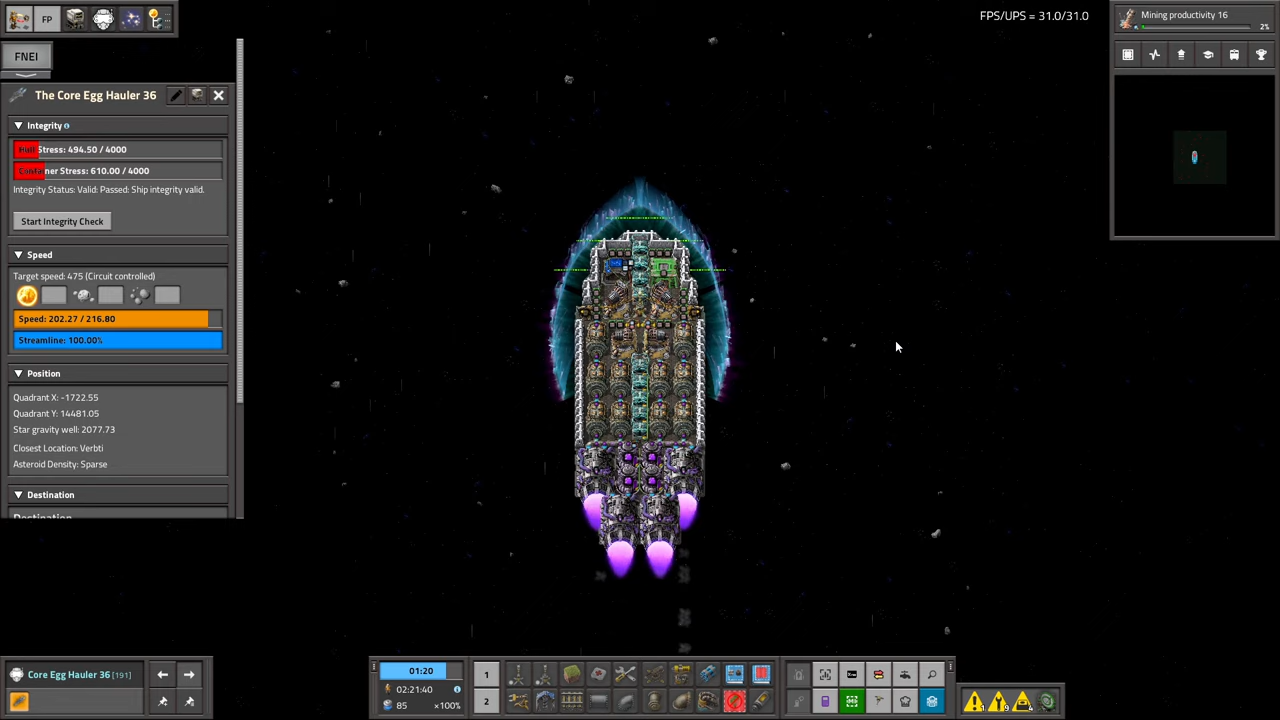 FP
FPS/UPS = 31.0/31.0
Mining productivity 16
2%
FNEI
The Core Egg Hauler 36
Integrity
Hull Stress: 494.50 / 4000
Container Stress: 610.00 / 4000
Integrity Status: Valid: Passed: Ship integrity valid.
Start Integrity Check
Speed
Target speed: 475 (Circuit controlled)
Speed: 202.27 / 216.80
Streamline: 100.00%
Position
Quadrant X: -1722.55
Quadrant Y: 14481.05
Star gravity well: 2077.73
Closest Location: Verbti
Asteroid Density: Sparse
Destination
Destination
Core Egg Hauler 36 [191]
01:20
02:21:40
85 ×100%
1
2